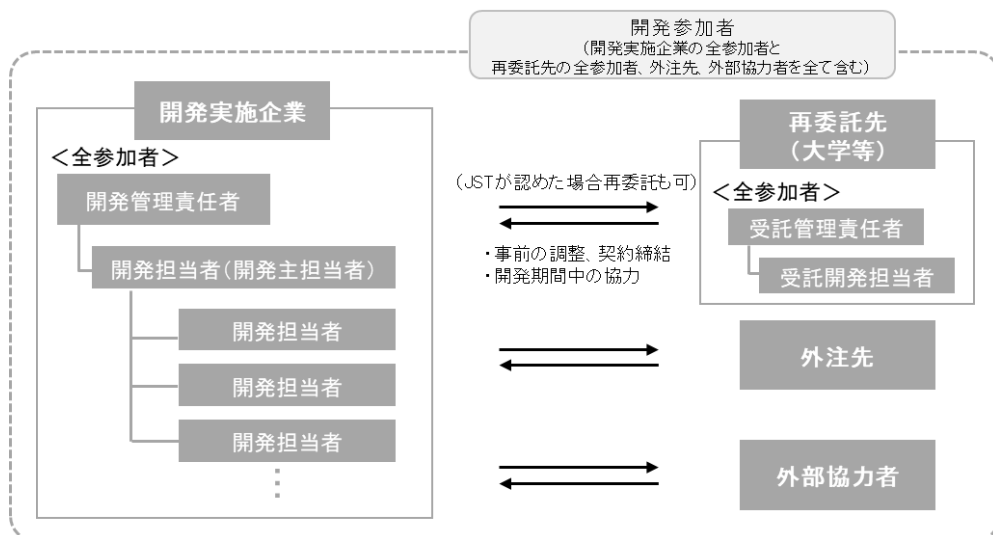 開発参加者
(開発実施企業の全参加者と
再委託先の全参加者、外注先、外部協力者を全て含む)
開発実施企業
<全参加者>
開発管理責任者
開発担当者(開発主担当者)
開発担当者
開発担当者
開発担当者
⋮
(JSTが認めた場合再委託も可)
・事前の調整、契約締結
・開発期間中の協力
再委託先
(大学等)
<全参加者>
受託管理責任者
受託開発担当者
外注先
外部協力者